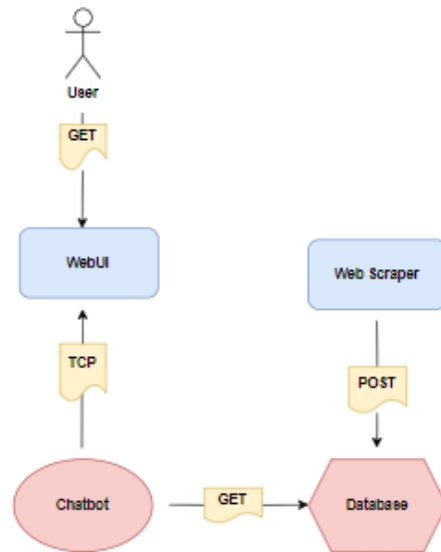 User
GET
WebUI
Web Scraper
TCP
POST
Chatbot
GET
Database